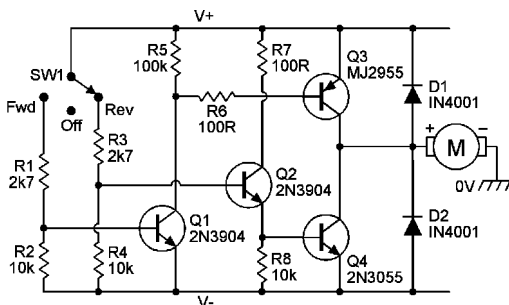 V+
SW1
Fwd
Off
Rev
R1
2k7
R2
10k
R3
2k7
R4
10k
R5
100k
R6
100R
R7
100R
Q1
2N3904
Q2
2N3904
R8
10k
Q3
MJ2955
Q4
2N3055
D1
IN4001
+
M
–
0V
D2
IN4001
V-